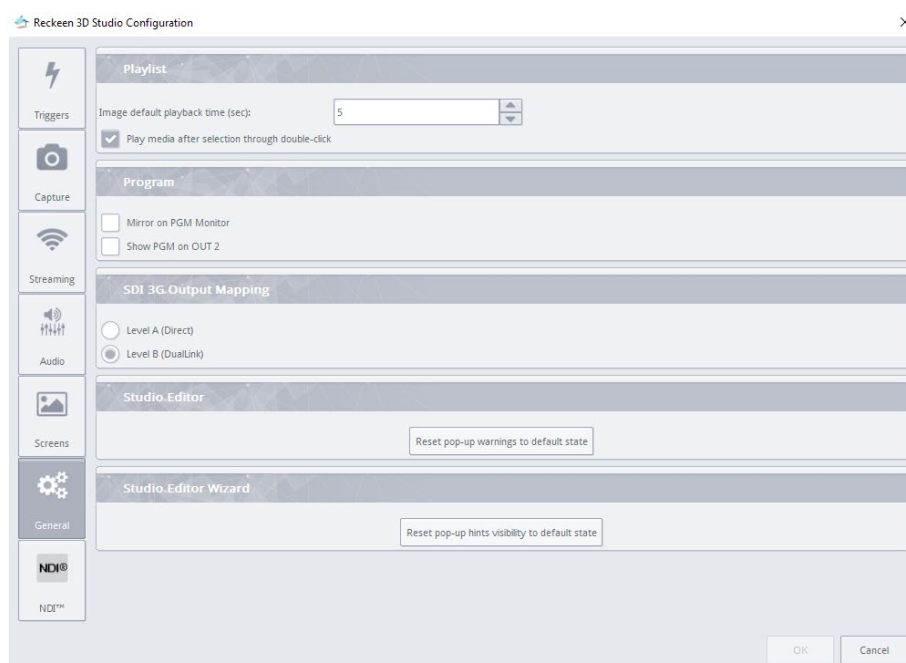 Reckeen 3D Studio Configuration
Triggers
Capture
Streaming
Audio
Screens
General
NDI®
NDI™
Playlist
Image default playback time (sec): 5
Play media after selection through double-click
Program
Mirror on PGM Monitor
Show PGM on OUT 2
SDI 3G Output Mapping
Level A (Direct)
Level B (DualLink)
Studio.Editor
Reset pop-up warnings to default state
Studio.Editor Wizard
Reset pop-up hints visibility to default state
OK Cancel